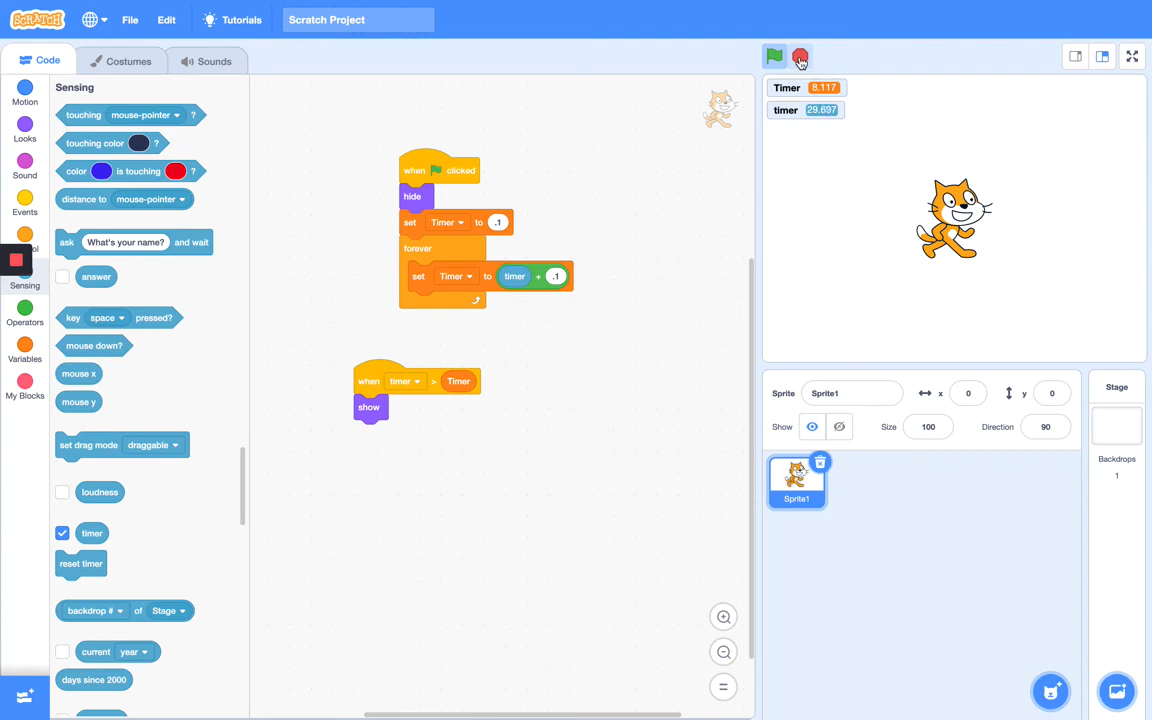 SCRATCH File Edit Tutorials Scratch Project
Code Costumes Sounds
Motion
Looks
Sound
Events
Sensing
Operators
Variables
My Blocks
Sensing
touching mouse-pointer ?
touching color ?
color is touching ?
distance to mouse-pointer
ask What's your name? and wait
answer
key space pressed?
mouse down?
mouse x
mouse y
set drag mode draggable
loudness
timer
reset timer
backdrop # of Stage
current year
days since 2000
when clicked
hide
set Timer to .1
forever
set Timer to timer + .1
when timer > Timer
show
Timer 8.117
timer 29.697
Sprite Sprite1 x 0 y 0
Show Size 100 Direction 90
Sprite1
Stage
Backdrops
1